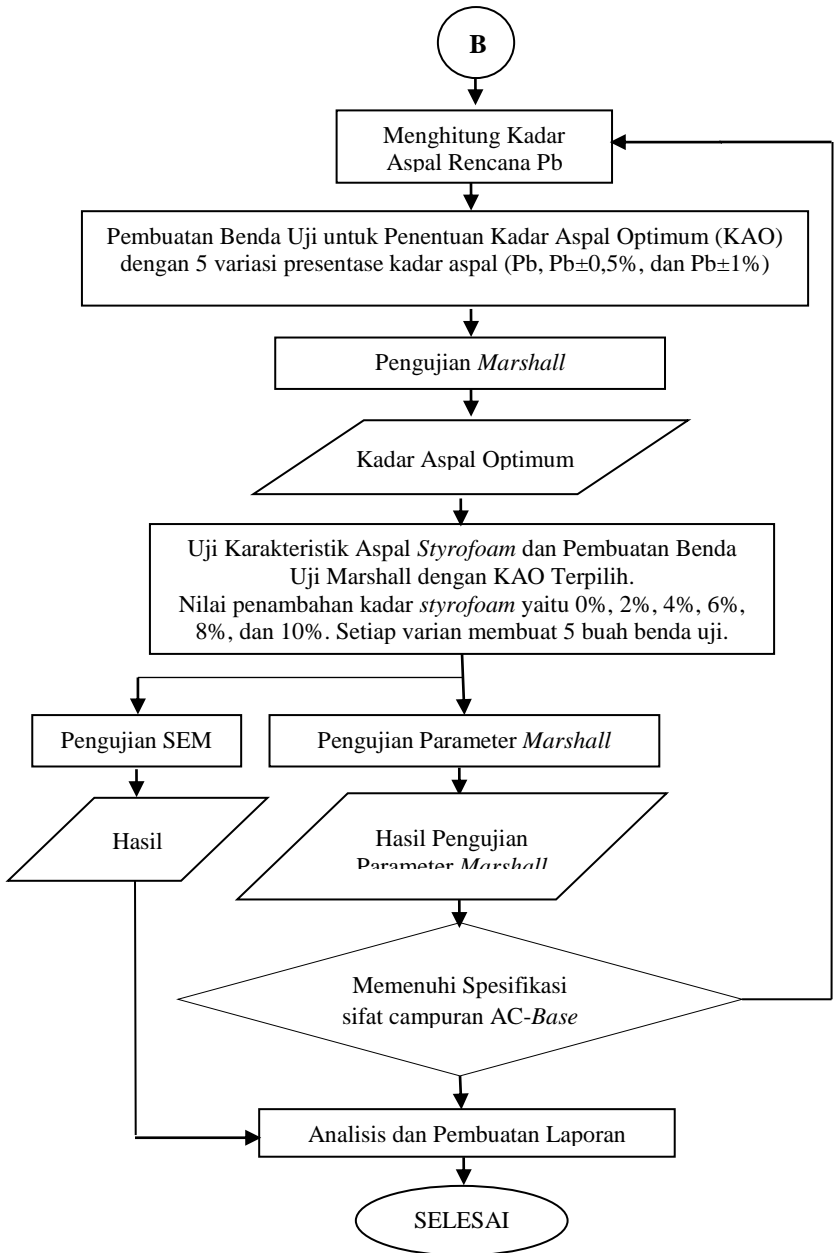 B
Menghitung Kadar
Aspal Rencana Pb
Pembuatan Benda Uji untuk Penentuan Kadar Aspal Optimum (KAO)
dengan 5 variasi presentase kadar aspal (Pb, Pb±0,5%, dan Pb±1%)
Pengujian Marshall
Kadar Aspal Optimum
Uji Karakteristik Aspal Styrofoam dan Pembuatan Benda
Uji Marshall dengan KAO Terpilih.
Nilai penambahan kadar styrofoam yaitu 0%, 2%, 4%, 6%,
8%, dan 10%. Setiap varian membuat 5 buah benda uji.
Pengujian SEM
Pengujian Parameter Marshall
Hasil
Hasil Pengujian
Parameter Marshall
Memenuhi Spesifikasi
sifat campuran AC-Base
Analisis dan Pembuatan Laporan
SELESAI